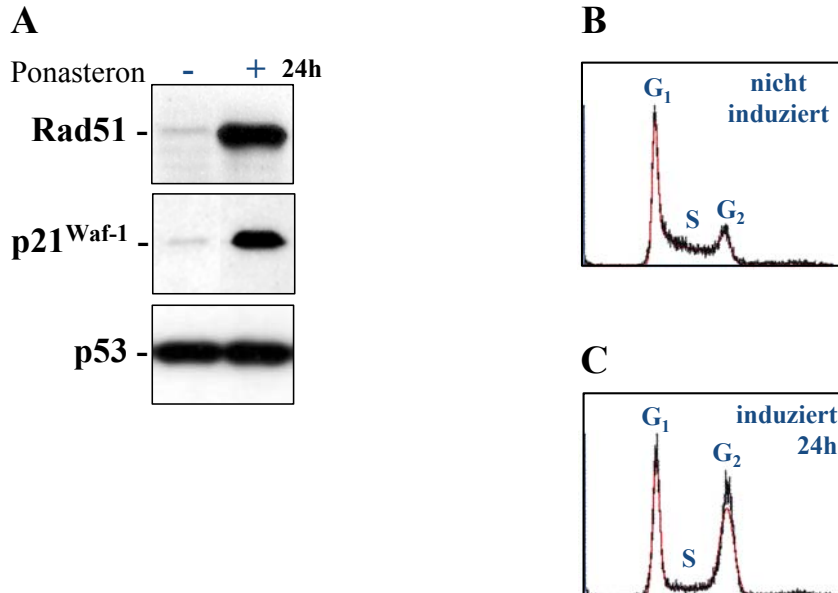 A
Ponasteron - + 24h
Rad51 -
p21Waf-1 -
p53 -
B
G1
nicht
induziert
S
G2
C
G1
induziert
24h
G2
S